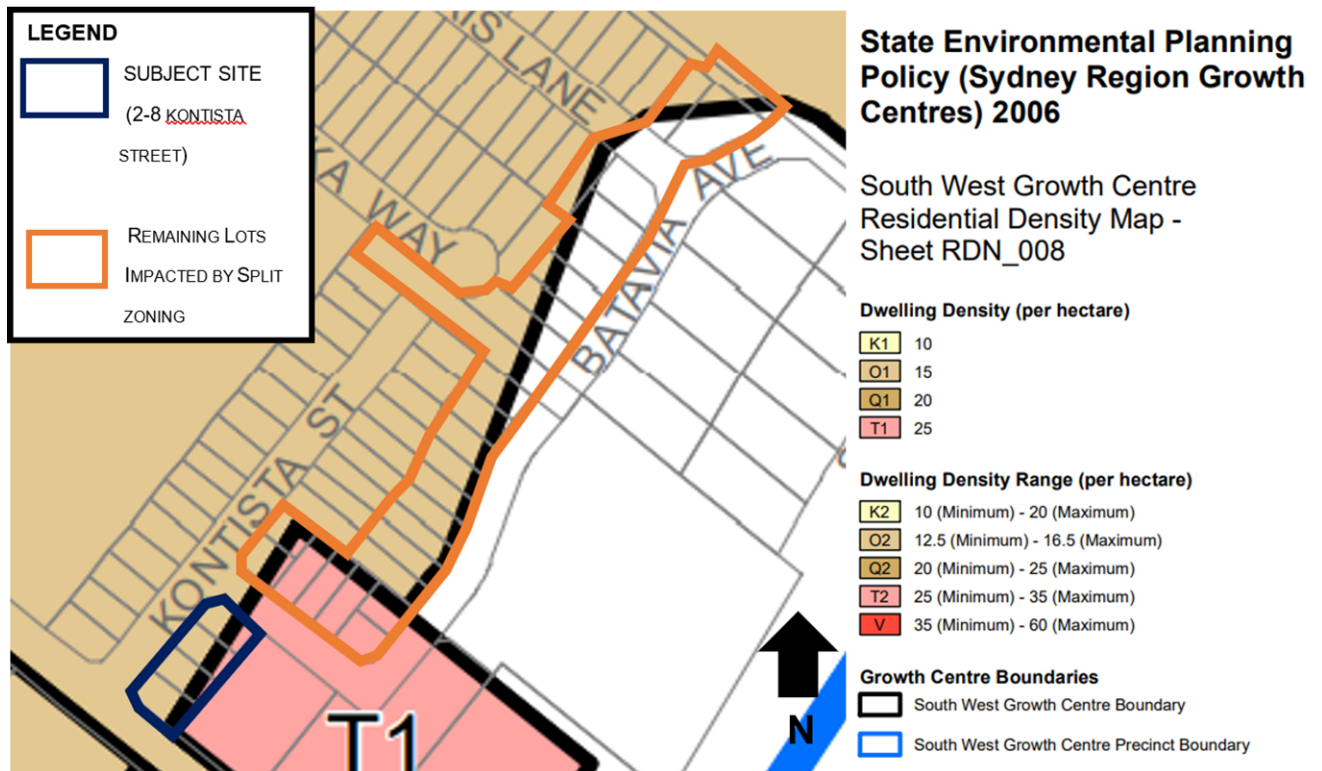 LEGEND
SUBJECT SITE
(2-8 KONTISTA
STREET)
REMAINING LOTS
IMPACTED BY SPLIT
ZONING
IS LANE
KA WAY
BATAVIA AVE
KONTISTA ST
T1
N
State Environmental Planning
Policy (Sydney Region Growth
Centres) 2006
South West Growth Centre
Residential Density Map -
Sheet RDN_008
Dwelling Density (per hectare)
K1 10
O1 15
Q1 20
T1 25
Dwelling Density Range (per hectare)
K2 10 (Minimum) - 20 (Maximum)
O2 12.5 (Minimum) - 16.5 (Maximum)
Q2 20 (Minimum) - 25 (Maximum)
T2 25 (Minimum) - 35 (Maximum)
V 35 (Minimum) - 60 (Maximum)
Growth Centre Boundaries
South West Growth Centre Boundary
South West Growth Centre Precinct Boundary